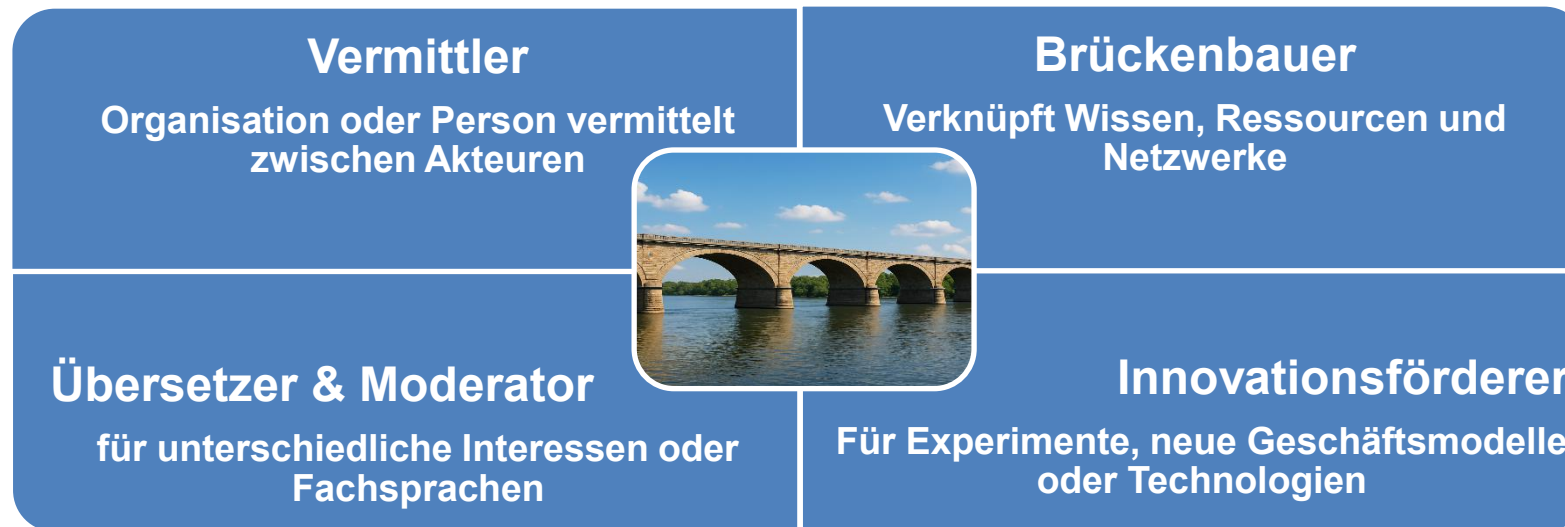 Vermittler
Organisation oder Person vermittelt
zwischen Akteuren
Brückenbauer
Verknüpft Wissen, Ressourcen und
Netzwerke
Übersetzer & Moderator
für unterschiedliche Interessen oder
Fachsprachen
Innovationsförderer
Für Experimente, neue Geschäftsmodelle
oder Technologien